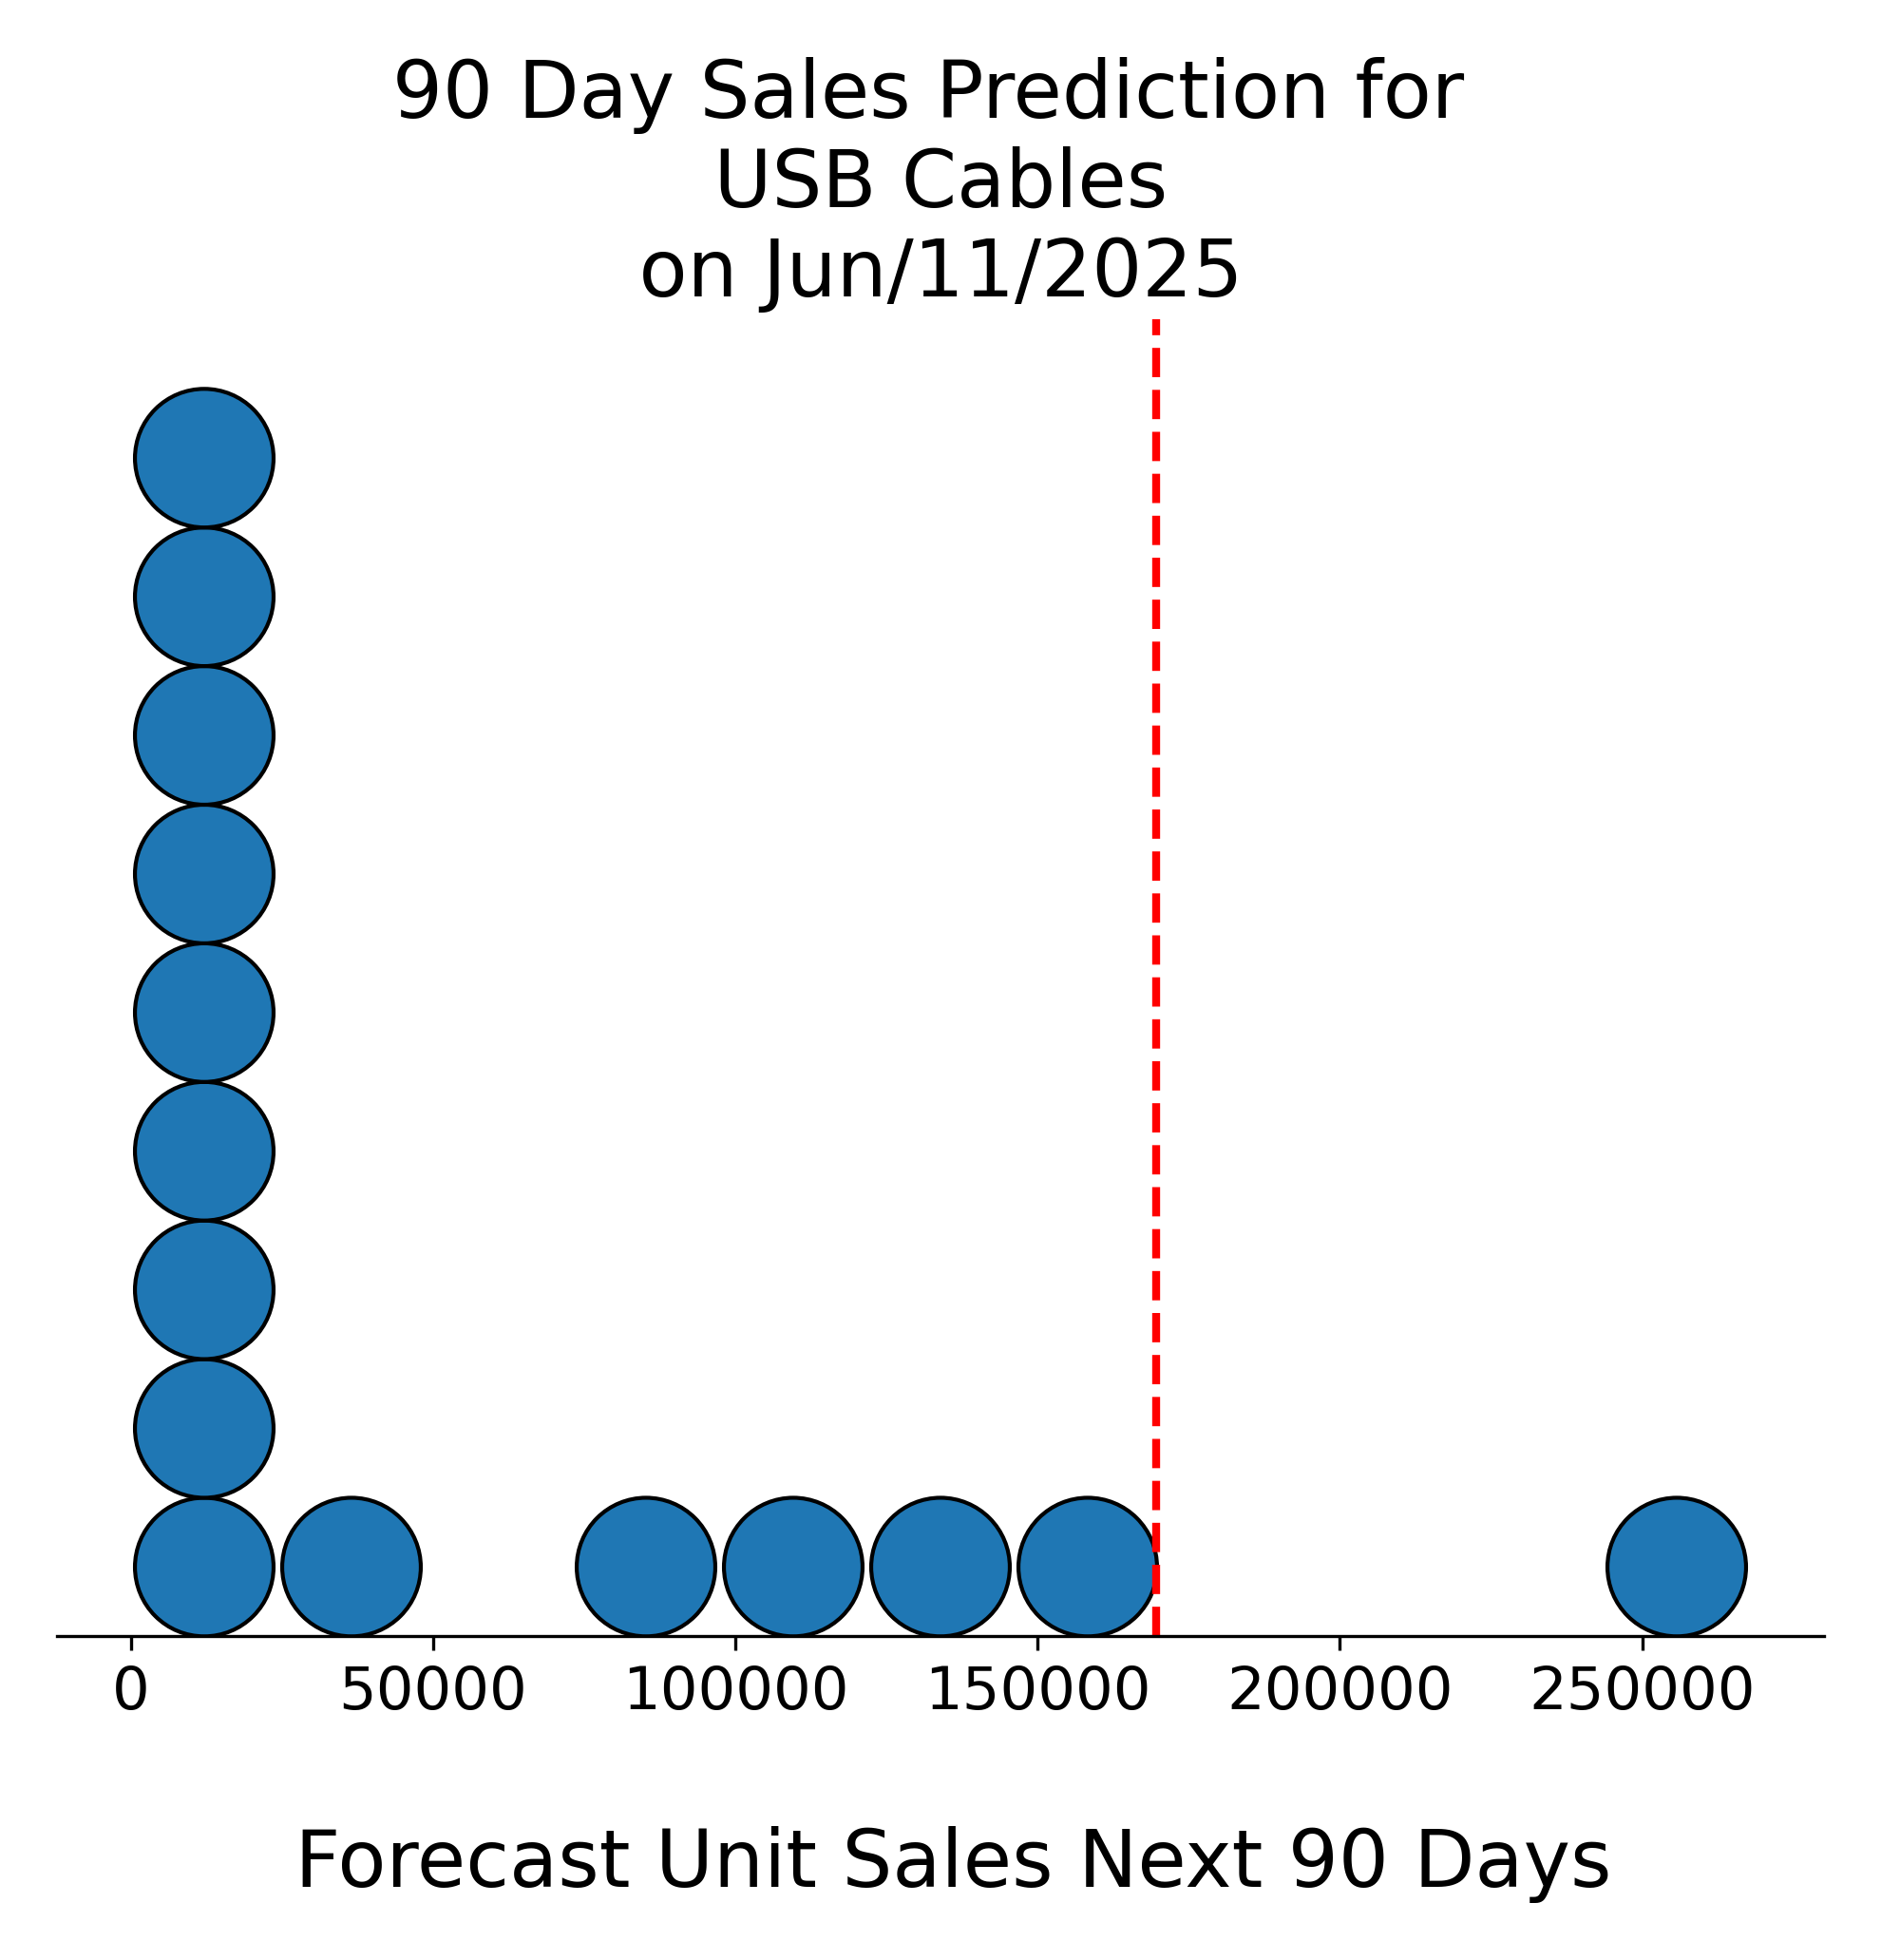 90 Day Sales Prediction for
USB Cables
on Jun/11/2025
0 50000 100000 150000 200000 250000
Forecast Unit Sales Next 90 Days